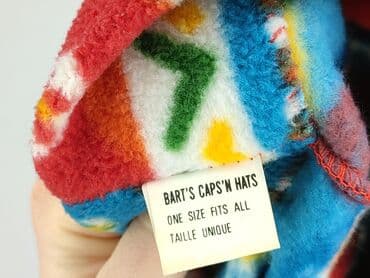 BART'S CAPS'N HATS
ONE SIZE FITS ALL
TAILLE UNIQUE